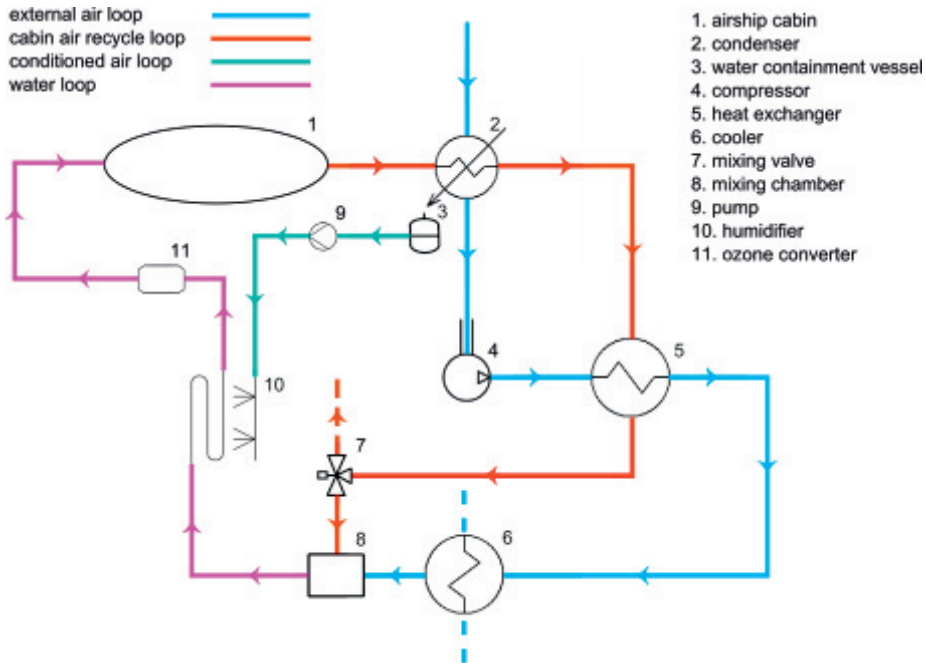 external air loop
cabin air recycle loop
conditioned air loop
water loop
1. airship cabin
2. condenser
3. water containment vessel
4. compressor
5. heat exchanger
6. cooler
7. mixing valve
8. mixing chamber
9. pump
10. humidifier
11. ozone converter
1
2
3
9
11
4
5
10
7
6
8